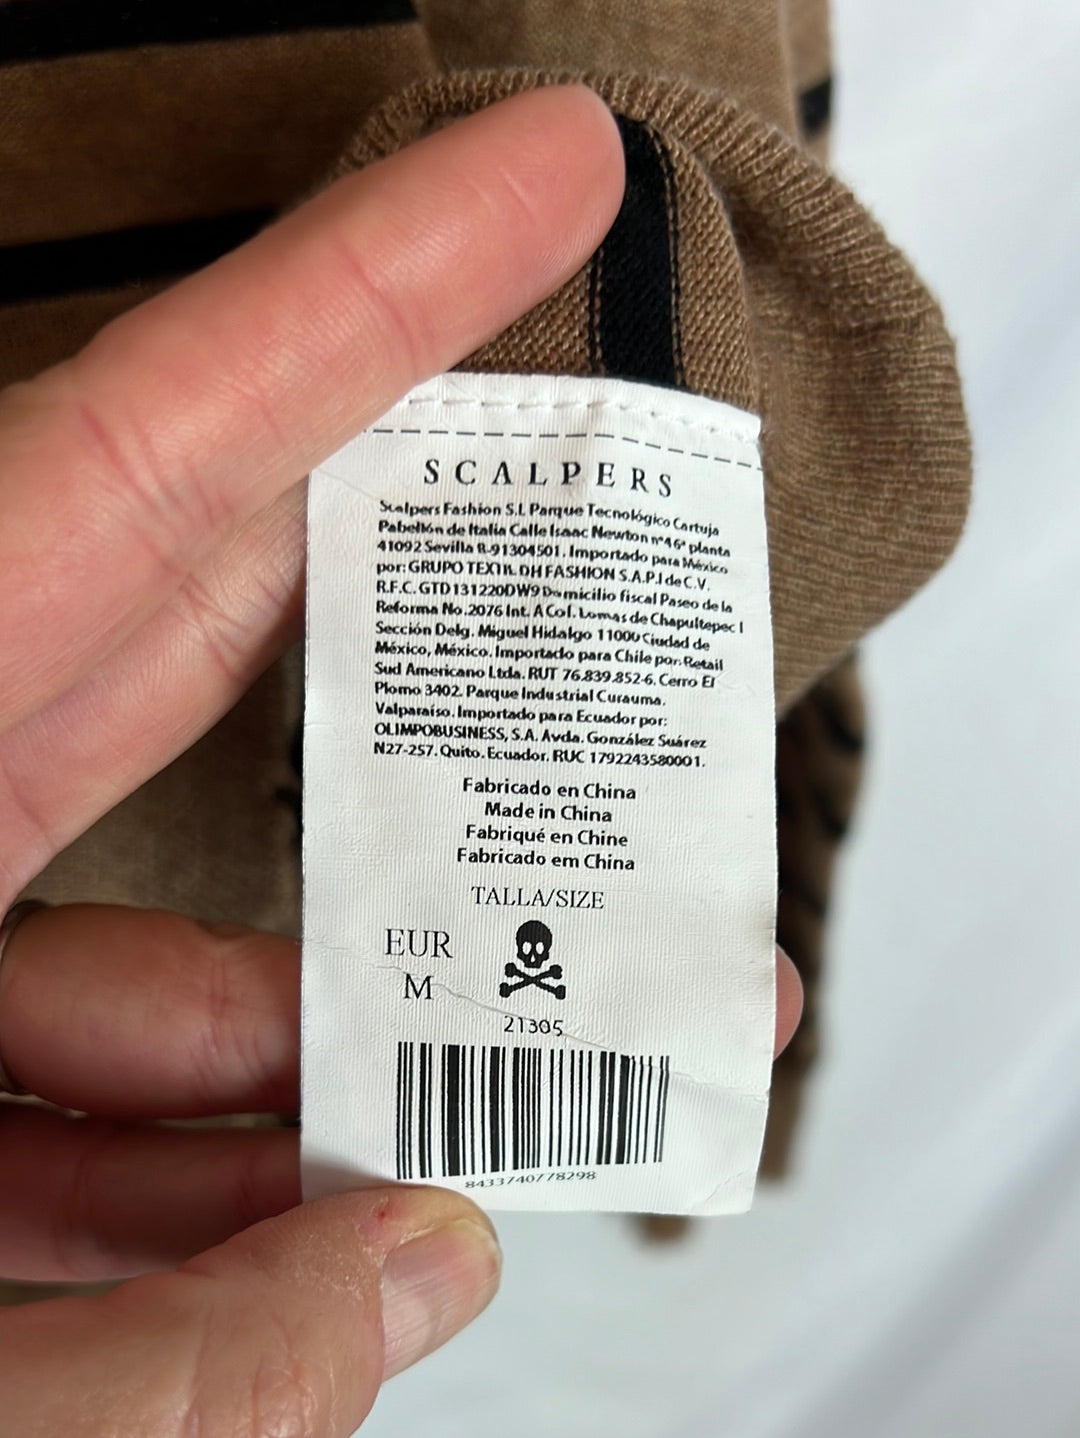 SCALPERS
Scalpers Fashion S.L Parque Tecnológico Cartuja
Pabellón de Italia Calle Isaac Newton nº4 6ª planta
41092 Sevilla B-91304501. Importado para México
por: GRUPO TEXTIL DH FASHION S.A.P.I de C.V.
R.F.C. GTD131220DW9 Domicilio fiscal Paseo de la
Reforma No.2076 Int. A Col. Lomas de Chapultepec I
Sección Delg. Miguel Hidalgo 11000 Ciudad de
México, México. Importado para Chile por: Retail
Sud Americano Ltda. RUT 76.839.852-6. Cerro El
Plomo 3402. Parque Industrial Curauma.
Valparaíso. Importado para Ecuador por:
OLIMPOBUSINESS, S.A. Avda. González Suárez
N27-257. Quito. Ecuador. RUC 1792243580001.
Fabricado en China
Made in China
Fabriqué en Chine
Fabricado em China
TALLA/SIZE
EUR
M
21305
8433740778298